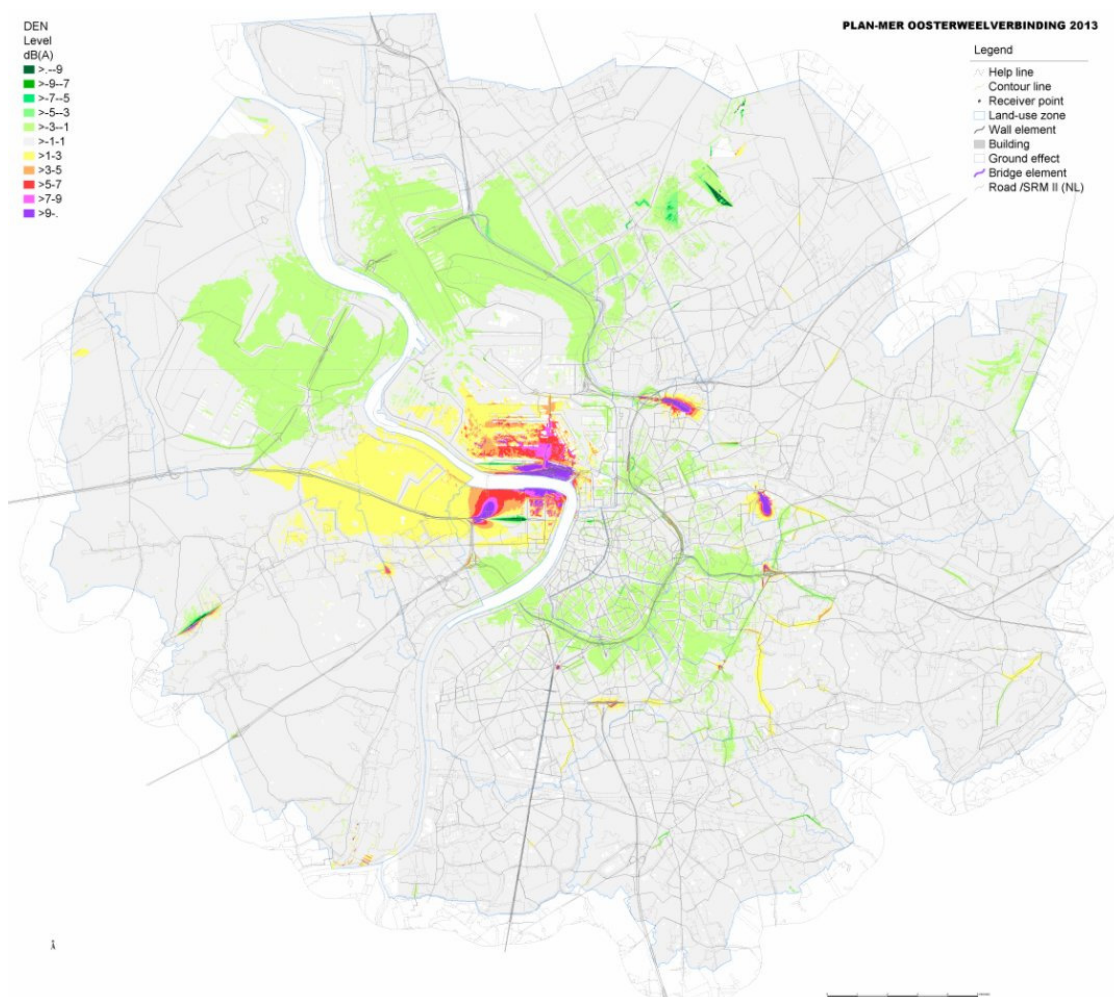 DEN
Level
dB(A)
>.--9
>-9--7
>-7--5
>-5--3
>-3--1
>-1-1
>1-3
>3-5
>5-7
>7-9
>9-.
PLAN-MER OOSTERWEELVERBINDING 2013
Legend
Help line
Contour line
Receiver point
Land-use zone
Wall element
Building
Ground effect
Bridge element
Road /SRM II (NL)